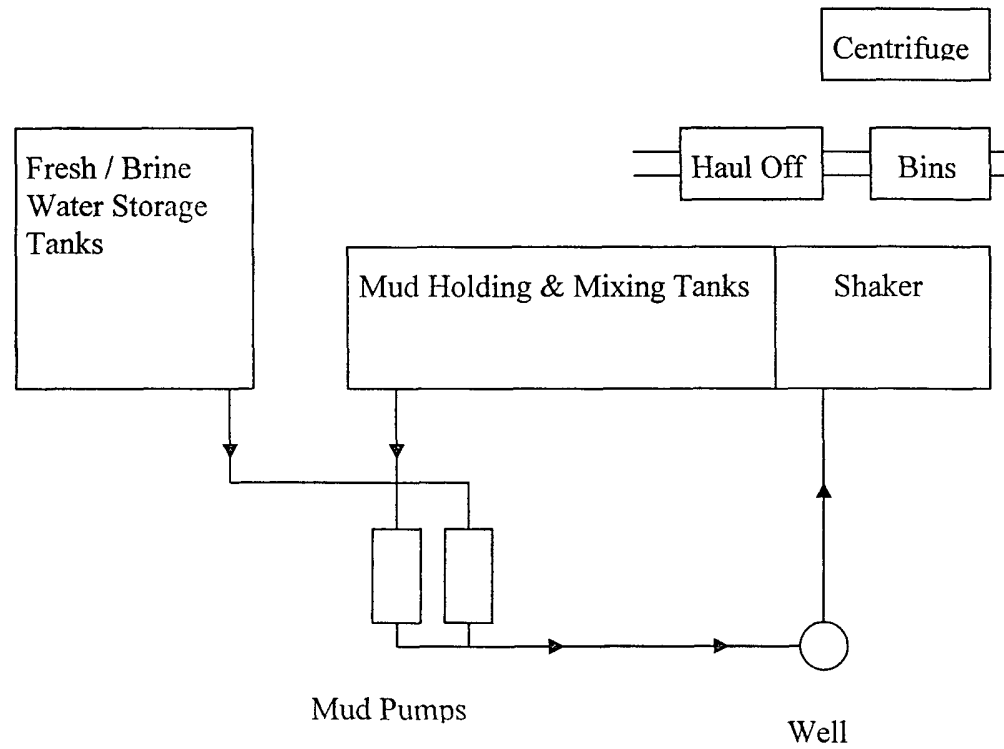 Centrifuge
Fresh / Brine
Water Storage
Tanks
Haul Off
Bins
Mud Holding & Mixing Tanks
Shaker
Mud Pumps
Well